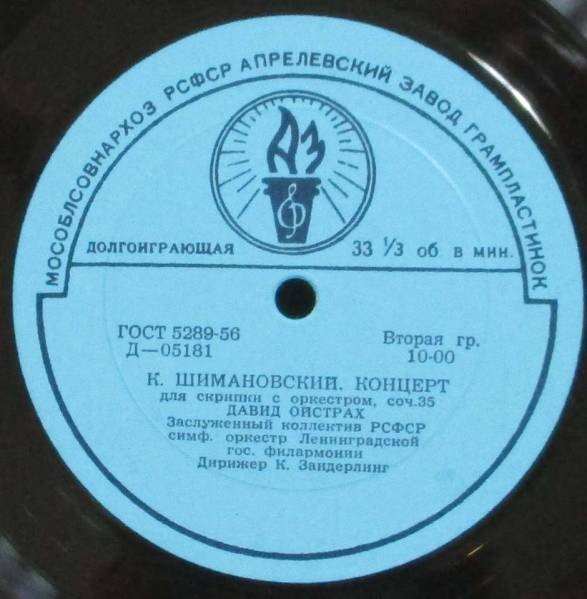 МОСОБЛСОВНАРХОЗ РСФСР АПРЕЛЕВСКИЙ ЗАВОД ГРАМПЛАСТИНОК
АЗ
ДОЛГОИГРАЮЩАЯ 33 1/3 об в мин.
ГОСТ 5289-56 Вторая гр.
Д—05181 10-00
К. ШИМАНОВСКИЙ. КОНЦЕРТ
для скрипки с оркестром, соч.35
ДАВИД ОЙСТРАХ
Заслуженный коллектив РСФСР
симф. оркестр Ленинградской
гос. филармонии
Дирижер К. Зандерлинг